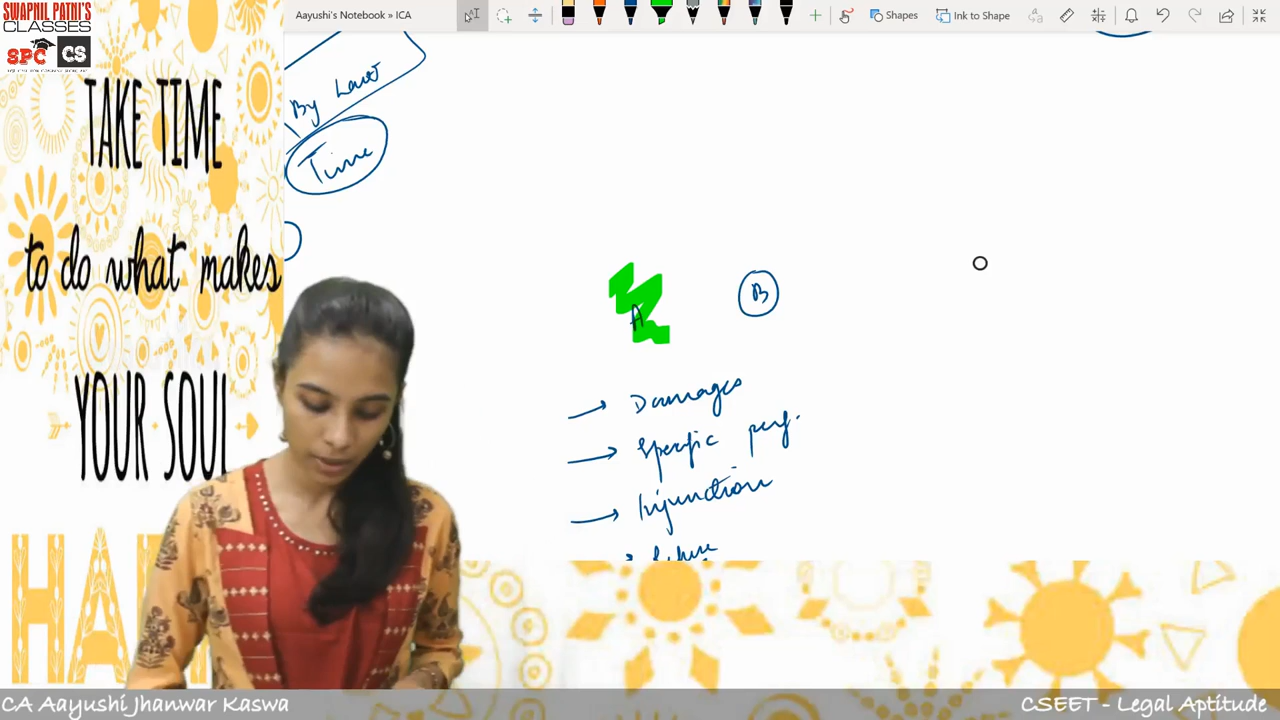 SWAPNIL PATNI'S
CLASSES
SPC CS
TAKE TIME
to do what makes
YOUR SOUL
HA
Aayushi's Notebook » ICA
Shapes
Ink to Shape
By Law
Time
A
B
→ Damages
→ Specific perf.
→ Injunction
CA Aayushi Jhanwar Kaswa
CSEET - Legal Aptitude